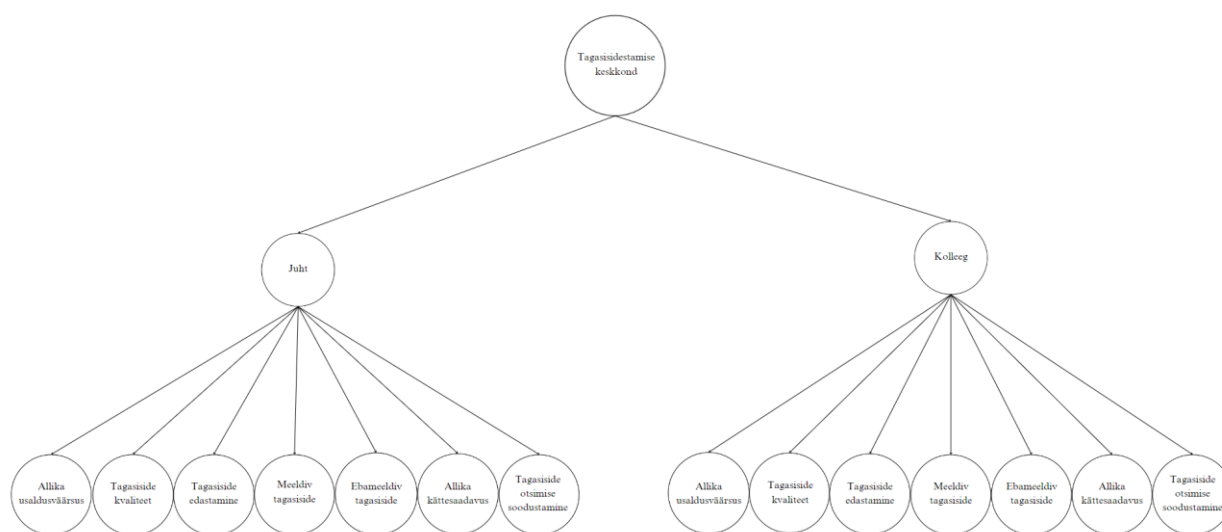 Tagasisidestamise
keskkond
Juht
Kolleeg
Allika
usaldusväärsus
Tagasiside
kvaliteet
Tagasiside
edastamine
Meeldiv
tagasiside
Ebameeldiv
tagasiside
Allika
kättesaadavus
Tagasiside
otsimise
soodustamine
Allika
usaldusväärsus
Tagasiside
kvaliteet
Tagasiside
edastamine
Meeldiv
tagasiside
Ebameeldiv
tagasiside
Allika
kättesaadavus
Tagasiside
otsimise
soodustamine